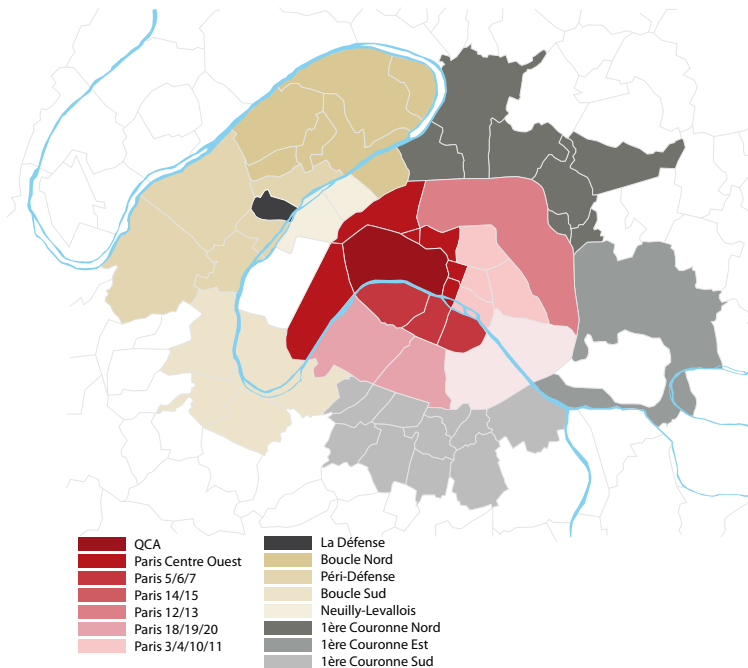 QCA
Paris Centre Ouest
Paris 5/6/7
Paris 14/15
Paris 12/13
Paris 18/19/20
Paris 3/4/10/11
La Défense
Boucle Nord
Péri-Défense
Boucle Sud
Neuilly-Levallois
1ère Couronne Nord
1ère Couronne Est
1ère Couronne Sud